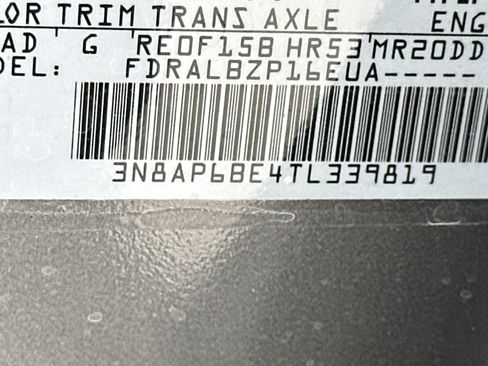 LOR TRIM TRANS AXLE ENG
AD G RE0F15B HR53 MR20DD
DEL: FDRALBZP16EUA-----
3N8AP6BE4TL339819